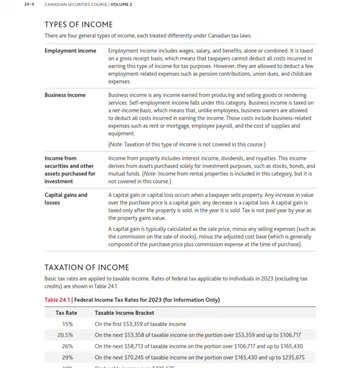 24•6 CANADIAN SECURITIES COURSE | VOLUME 2
TYPES OF INCOME
There are four general types of income, each treated differently under Canadian tax laws.
Employment income
Employment income includes wages, salary, and benefits, alone or combined. It is taxed
on a gross receipt basis, which means that taxpayers cannot deduct all costs incurred in
earning this type of income for tax purposes. However, they are allowed to deduct a few
employment-related expenses such as pension contributions, union dues, and childcare
expenses.
Business income
Business income is any income earned from producing and selling goods or rendering
services. Self-employment income falls under this category. Business income is taxed on
a net-income basis, which means that, unlike employees, business owners are allowed
to deduct all costs incurred in earning the income. Those costs include business-related
expenses such as rent or mortgage, employee payroll, and the cost of supplies and
equipment.
(Note: Taxation of this type of income is not covered in this course.)
Income from
securities and other
assets purchased for
investment
Income from property includes interest income, dividends, and royalties. This income
derives from assets purchased solely for investment purposes, such as stocks, bonds, and
mutual funds. (Note: Income from rental properties is included in this category, but it is
not covered in this course.)
Capital gains and
losses
A capital gain or capital loss occurs when a taxpayer sells property. Any increase in value
over the purchase price is a capital gain; any decrease is a capital loss. A capital gain is
taxed only after the property is sold, in the year it is sold. Tax is not paid year by year as
the property gains value.
A capital gain is typically calculated as the sale price, minus any selling expenses (such as
the commission on the sale of stocks), minus the adjusted cost base (which is generally
composed of the purchase price plus commission expense at the time of purchase).
TAXATION OF INCOME
Basic tax rates are applied to taxable income. Rates of federal tax applicable to individuals in 2023 (excluding tax
credits) are shown in Table 24.1.
Table 24.1 | Federal Income Tax Rates for 2023 (for Information Only)
Tax Rate Taxable Income Bracket
15% On the first $53,359 of taxable income
20.5% On the next $53,358 of taxable income on the portion over $53,359 and up to $106,717
26% On the next $58,713 of taxable income on the portion over $106,717 and up to $165,430
29% On the next $70,245 of taxable income on the portion over $165,430 and up to $235,675